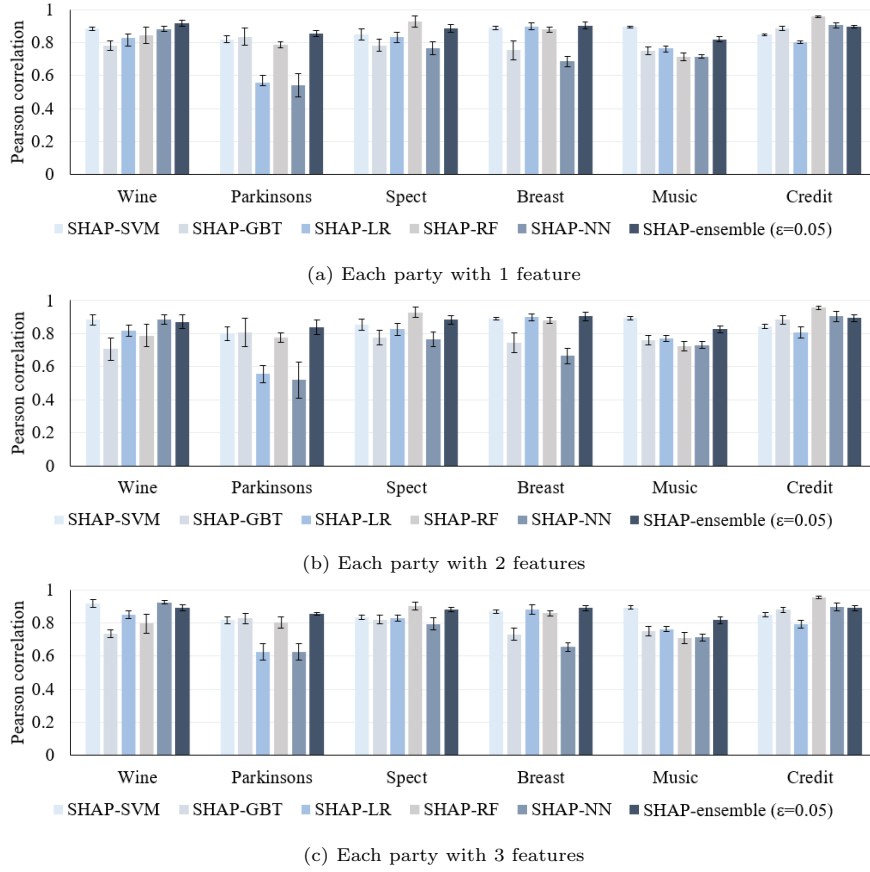 1
0.8
0.6
0.4
0.2
0
Pearson correlation
Wine Parkinsons Spect Breast Music Credit
SHAP-SVM SHAP-GBT SHAP-LR SHAP-RF SHAP-NN SHAP-ensemble (ε=0.05)
(a) Each party with 1 feature
1
0.8
0.6
0.4
0.2
0
Pearson correlation
Wine Parkinsons Spect Breast Music Credit
SHAP-SVM SHAP-GBT SHAP-LR SHAP-RF SHAP-NN SHAP-ensemble (ε=0.05)
(b) Each party with 2 features
1
0.8
0.6
0.4
0.2
0
Pearson correlation
Wine Parkinsons Spect Breast Music Credit
SHAP-SVM SHAP-GBT SHAP-LR SHAP-RF SHAP-NN SHAP-ensemble (ε=0.05)
(c) Each party with 3 features